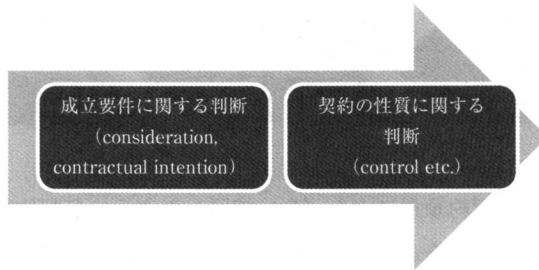 成立要件に関する判断
(consideration,
contractual intention)
契約の性質に関する
判断
(control etc.)